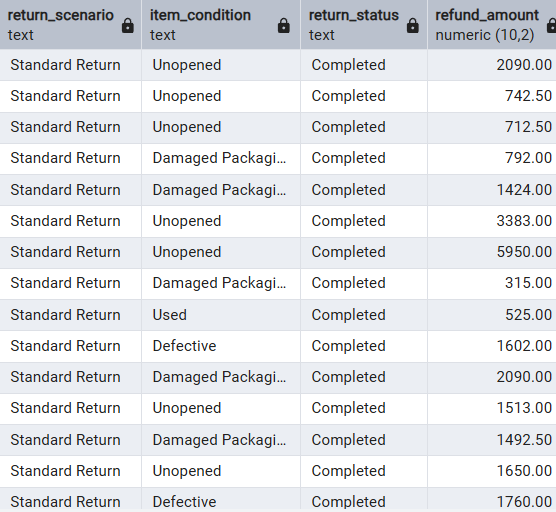 return_scenario item_condition return_status refund_amount
text text text numeric (10,2)
Standard Return Unopened Completed 2090.00
Standard Return Unopened Completed 742.50
Standard Return Unopened Completed 712.50
Standard Return Damaged Packagi... Completed 792.00
Standard Return Damaged Packagi... Completed 1424.00
Standard Return Unopened Completed 3383.00
Standard Return Unopened Completed 5950.00
Standard Return Damaged Packagi... Completed 315.00
Standard Return Used Completed 525.00
Standard Return Defective Completed 1602.00
Standard Return Damaged Packagi... Completed 2090.00
Standard Return Unopened Completed 1513.00
Standard Return Damaged Packagi... Completed 1492.50
Standard Return Unopened Completed 1650.00
Standard Return Defective Completed 1760.00